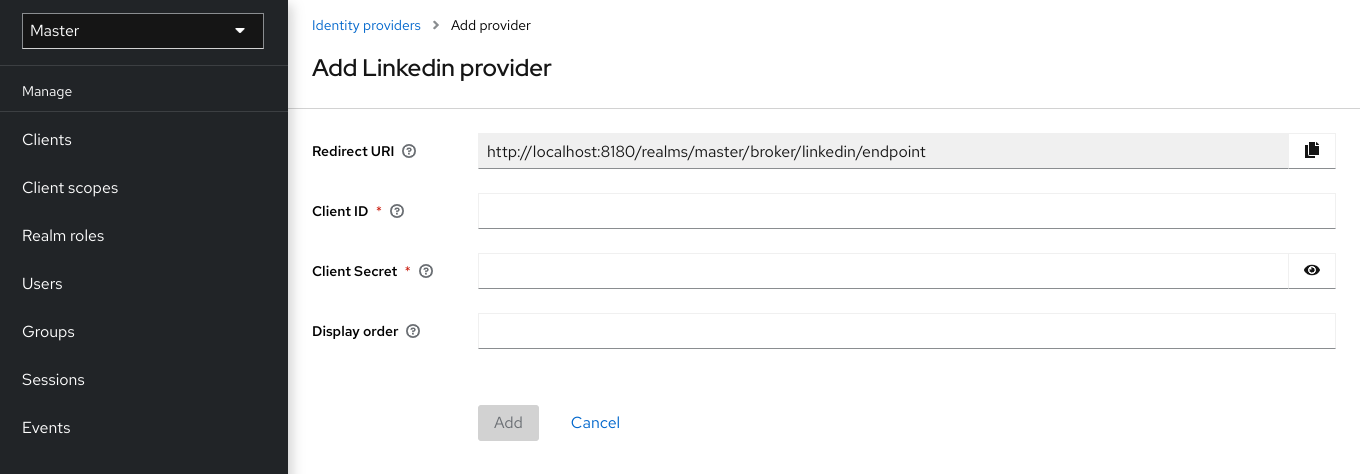 Master
Manage
Clients
Client scopes
Realm roles
Users
Groups
Sessions
Events
Identity providers > Add provider
Add Linkedin provider
Redirect URI
http://localhost:8180/realms/master/broker/linkedin/endpoint
Client ID *
Client Secret *
Display order
Add Cancel